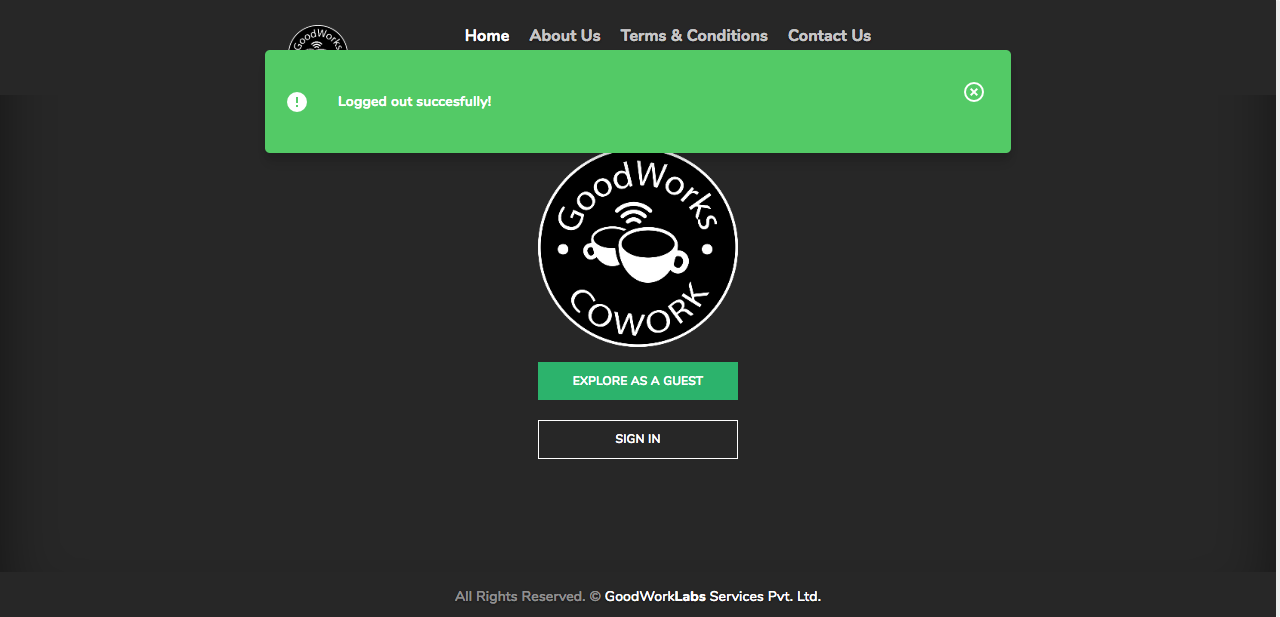 GoodWorks
Home About Us Terms & Conditions Contact Us
Logged out succesfully!
GoodWorks
COWORK
EXPLORE AS A GUEST
SIGN IN
All Rights Reserved. © GoodWorkLabs Services Pvt. Ltd.